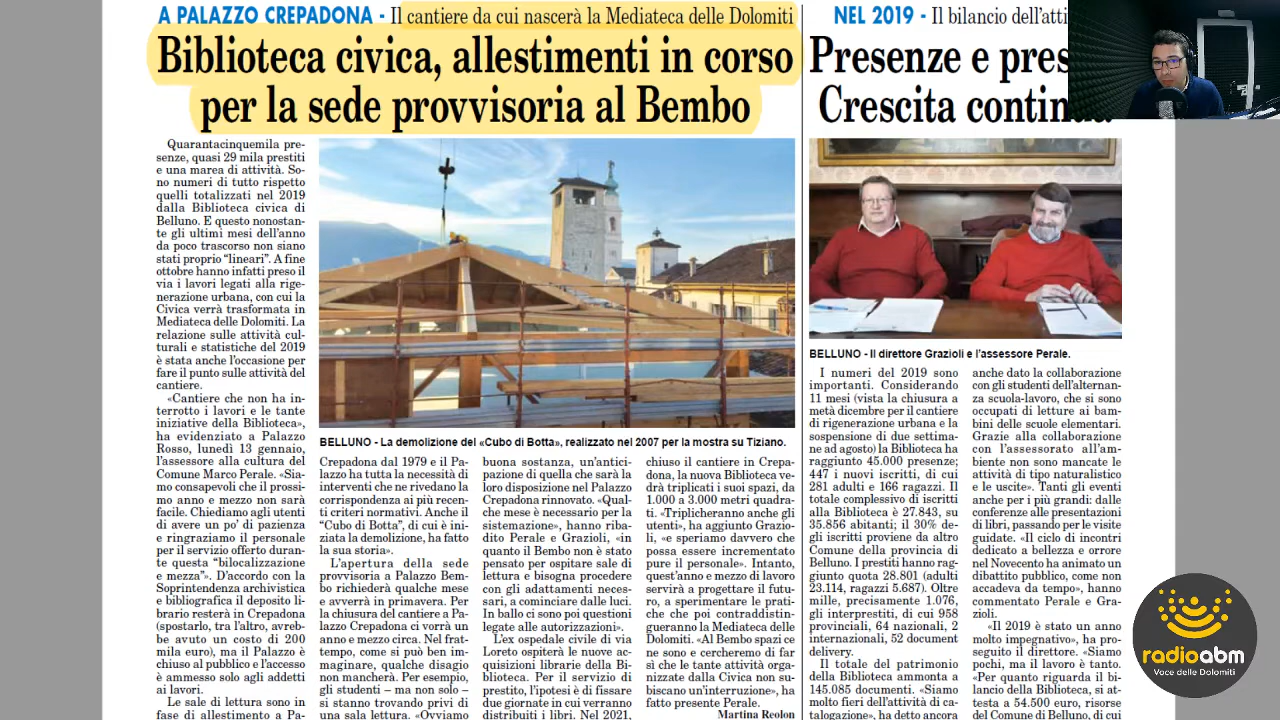 A PALAZZO CREPADONA - Il cantiere da cui nascerà la Mediateca delle Dolomiti
Biblioteca civica, allestimenti in corso
per la sede provvisoria al Bembo
Quarantacinquemila pre-
senze, quasi 29 mila prestiti
e una marea di attività. So-
no numeri di tutto rispetto
quelli totalizzati nel 2019
dalla Biblioteca civica di
Belluno. E questo nonostan-
te gli ultimi mesi dell'anno
da poco trascorso non siano
stati proprio "lineari". A fine
ottobre hanno infatti preso il
via i lavori legati alla rige-
nerazione urbana, con cui la
Civica verrà trasformata in
Mediateca delle Dolomiti. La
relazione sulle attività cul-
turali e statistiche del 2019
è stata anche l'occasione per
fare il punto sulle attività del
cantiere.
«Cantiere che non ha in-
terrotto i lavori e le tante
iniziative della Biblioteca»,
ha evidenziato a Palazzo
Rosso, lunedì 13 gennaio,
l'assessore alla cultura del
Comune Marco Perale. «Sia-
mo consapevoli che il prossi-
mo anno e mezzo non sarà
facile. Chiediamo agli utenti
di avere un po' di pazienza
e ringraziamo il personale
per il servizio offerto duran-
te questa "bilocalizzazione
e mezza"». D'accordo con la
Soprintendenza archivistica
e bibliografica il deposito li-
brario resterà in Crepadona
(spostarlo, tra l'altro, avreb-
be avuto un costo di 200
mila euro), ma il Palazzo è
chiuso al pubblico e l'accesso
è ammesso solo agli addetti
ai lavori.
Le sale di lettura sono in
fase di allestimento a Pa-
BELLUNO - La demolizione del «Cubo di Botta», realizzato nel 2007 per la mostra su Tiziano.
Crepadona dal 1979 e il Pa-
lazzo ha tutta la necessità di
interventi che ne rivedano la
corrispondenza ai più recen-
ti criteri normativi. Anche il
"Cubo di Botta", di cui è ini-
ziata la demolizione, ha fatto
la sua storia».
L'apertura della sede
provvisoria a Palazzo Bem-
bo richiederà qualche mese
e avverrà in primavera. Per
la chiusura del cantiere a Pa-
lazzo Crepadona ci vorrà un
anno e mezzo circa. Nel frat-
tempo, come si può ben im-
maginare, qualche disagio
non mancherà. Per esempio,
gli studenti – ma non solo –
si stanno trovando privi di
una sala lettura. «Ovviamo
buona sostanza, un'antici-
pazione di quella che sarà la
loro disposizione nel Palazzo
Crepadona rinnovato. «Qual-
che mese è necessario per la
sistemazione», hanno riba-
dito Perale e Grazioli, «in
quanto il Bembo non è stato
pensato per ospitare sale di
lettura e bisogna procedere
con gli adattamenti neces-
sari, a cominciare dalle luci.
In ballo ci sono poi questioni
legate alle autorizzazioni».
L'ex ospedale civile di via
Loreto ospiterà le nuove ac-
quisizioni librarie della Bi-
blioteca. Per il servizio di
prestito, l'ipotesi è di fissare
due giornate in cui verranno
distribuiti i libri. Nel 2021,
chiuso il cantiere in Crepa-
dona, la nuova Biblioteca ve-
drà triplicati i suoi spazi, da
1.000 a 3.000 metri quadra-
ti. «Triplicheranno anche gli
utenti», ha aggiunto Grazio-
li, «e speriamo davvero che
possa essere incrementato
pure il personale». Intanto,
quest'anno e mezzo di lavoro
servirà a progettare il futu-
ro, a sperimentare le prati-
che che poi contraddistin-
gueranno la Mediateca delle
Dolomiti. «Al Bembo spazi ce
ne sono e cercheremo di far
sì che le tante attività orga-
nizzate dalla Civica non su-
biscano un'interruzione», ha
fatto presente Perale.
Martina Reolon
NEL 2019 - Il bilancio dell'atti
Presenze e pres
Crescita contin
BELLUNO - Il direttore Grazioli e l'assessore Perale.
I numeri del 2019 sono
importanti. Considerando
11 mesi (vista la chiusura a
metà dicembre per il cantiere
di rigenerazione urbana e la
sospensione di due settima-
ne ad agosto) la Biblioteca ha
raggiunto 45.000 presenze;
447 i nuovi iscritti, di cui
281 adulti e 166 ragazzi. Il
totale complessivo di iscritti
alla Biblioteca è 27.843, su
35.856 abitanti; il 30% de-
gli iscritti proviene da altro
Comune della provincia di
Belluno. I prestiti hanno rag-
giunto quota 28.801 (adulti
23.114, ragazzi 5.687). Oltre
mille, precisamente 1.076,
gli interprestiti, di cui 958
provinciali, 64 nazionali, 2
internazionali, 52 document
delivery.
Il totale del patrimonio
della Biblioteca ammonta a
145.085 documenti. «Siamo
molto fieri dell'attività di ca-
talogazione», ha detto ancora
anche dato la collaborazione
con gli studenti dell'alternan-
za scuola-lavoro, che si sono
occupati di letture ai bam-
bini delle scuole elementari.
Grazie alla collaborazione
con l'assessorato all'am-
biente non sono mancate le
attività di tipo naturalistico
e le uscite». Tanti gli eventi
anche per i più grandi: dalle
conferenze alle presentazioni
di libri, passando per le visite
guidate. «Il ciclo di incontri
dedicato a bellezza e orrore
nel Novecento ha animato un
dibattito pubblico, come non
accadeva da tempo», hanno
commentato Perale e Gra-
zioli.
«Il 2019 è stato un anno
molto impegnativo», ha pro-
seguito il direttore. «Siamo
pochi, ma il lavoro è tanto.
«Per quanto riguarda il bi-
lancio della Biblioteca, si at-
testa a 54.500 euro, risorse
del Comune di Belluno, di cui
radioabm
Voce delle Dolomiti